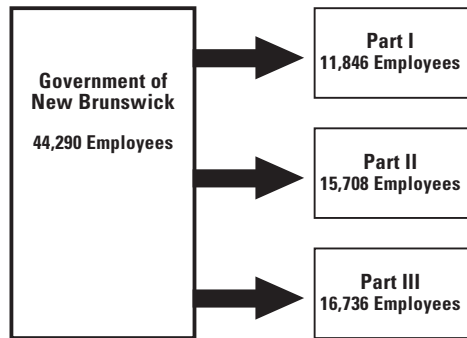 Government of
New Brunswick
44,290 Employees
Part I
11,846 Employees
Part II
15,708 Employees
Part III
16,736 Employees